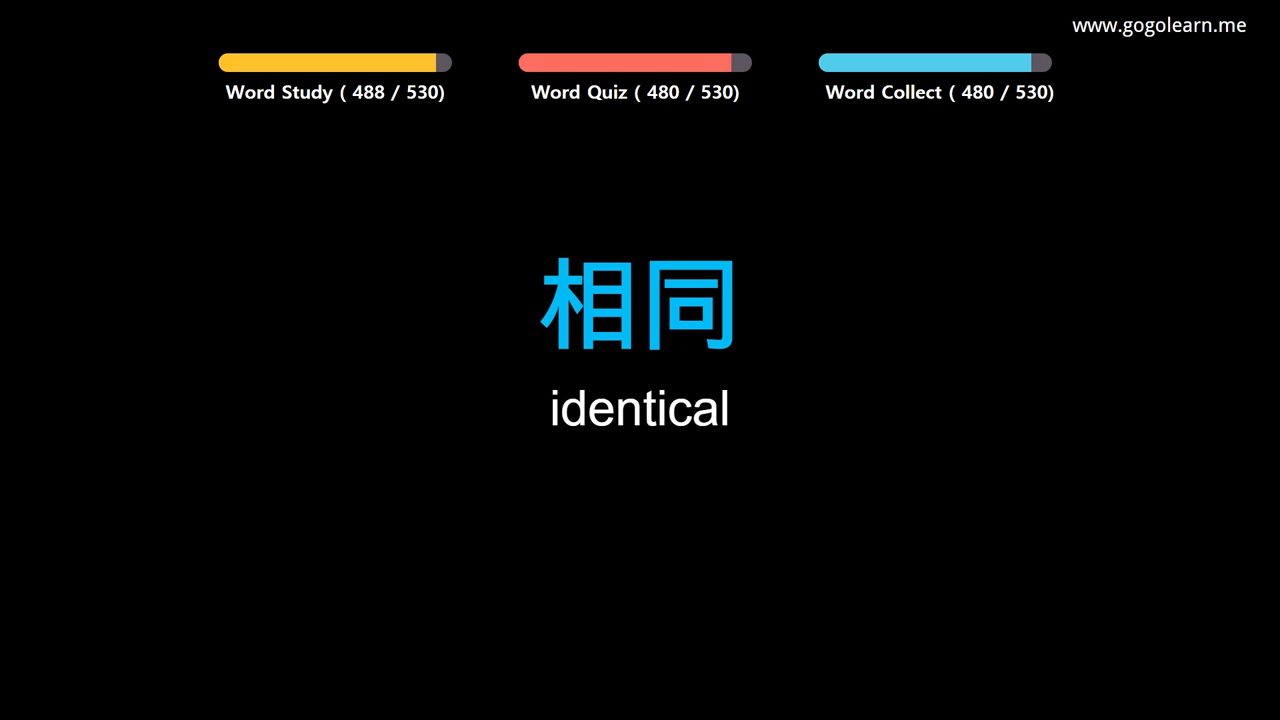 www.gogolearn.me
Word Study ( 488 / 530)
Word Quiz ( 480 / 530)
Word Collect ( 480 / 530)
相同
identical